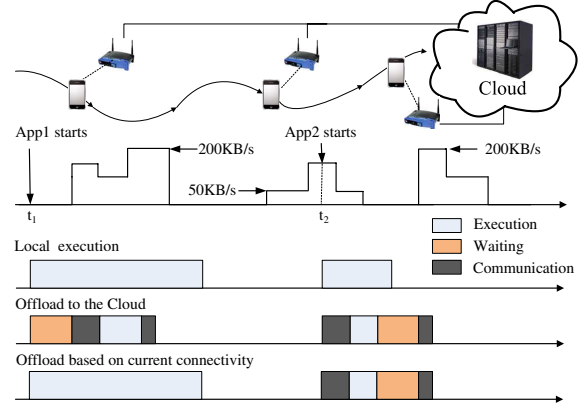 Cloud
App1 starts
App2 starts
200KB/s
200KB/s
50KB/s
t1
t2
Execution
Waiting
Communication
Local execution
Offload to the Cloud
Offload based on current connectivity